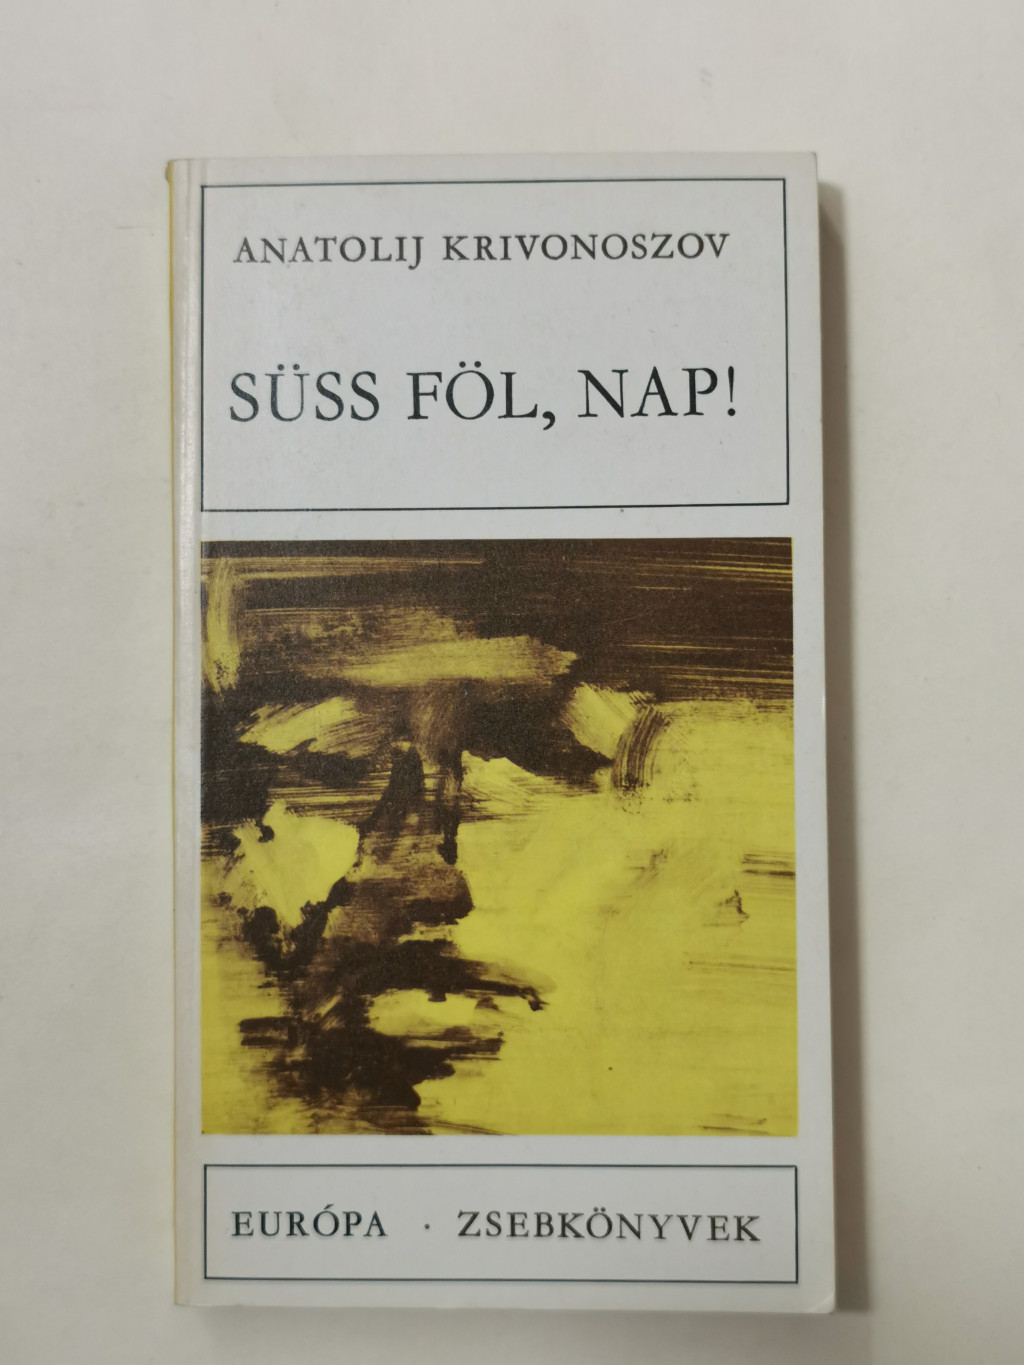 ANATOLIJ KRIVONOSZOV
SÜSS FÖL, NAP!
EURÓPA · ZSEBKÖNYVEK